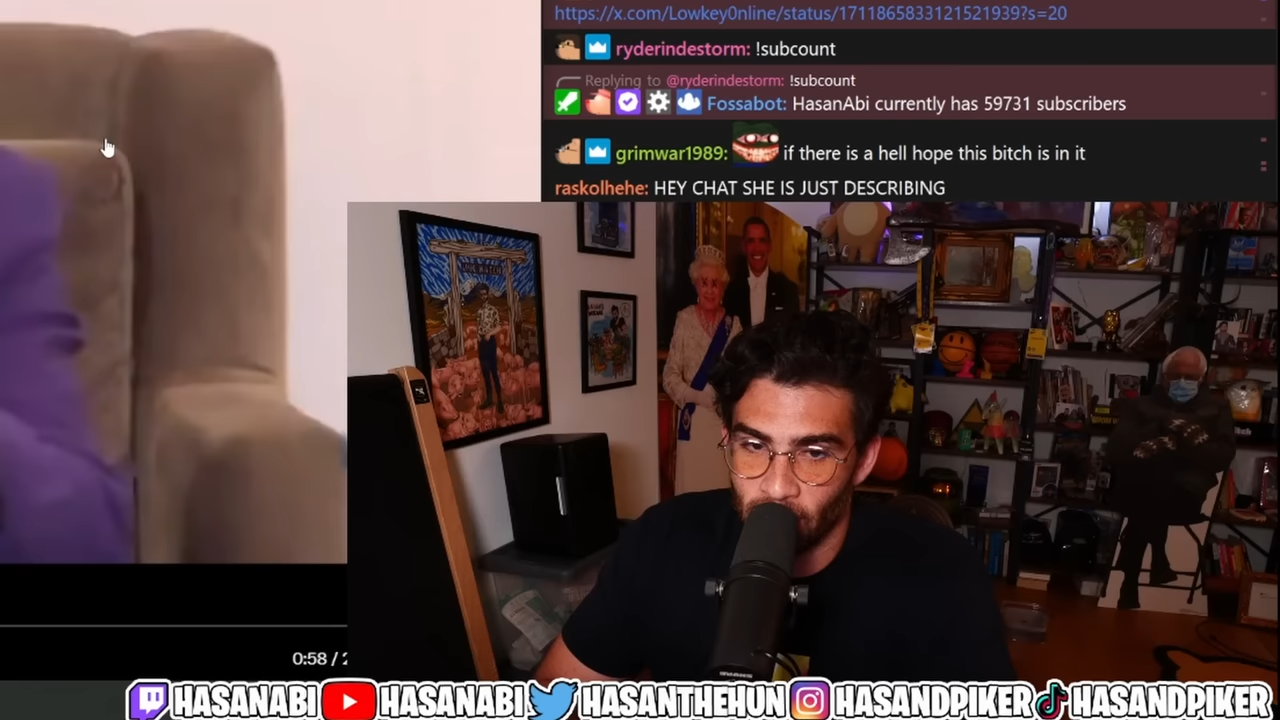 https://x.com/Lowkey0nline/status/1711865833121521939?s=20
ryderindestorm: !subcount
Replying to @ryderindestorm: !subcount
Fossabot: HasanAbi currently has 59731 subscribers
grimwar1989: if there is a hell hope this bitch is in it
raskolhehe: HEY CHAT SHE IS JUST DESCRIBING
0:58 /
HASANABI HASANABI HASANTHEHUN HASANDPIKER HASANDPIKER